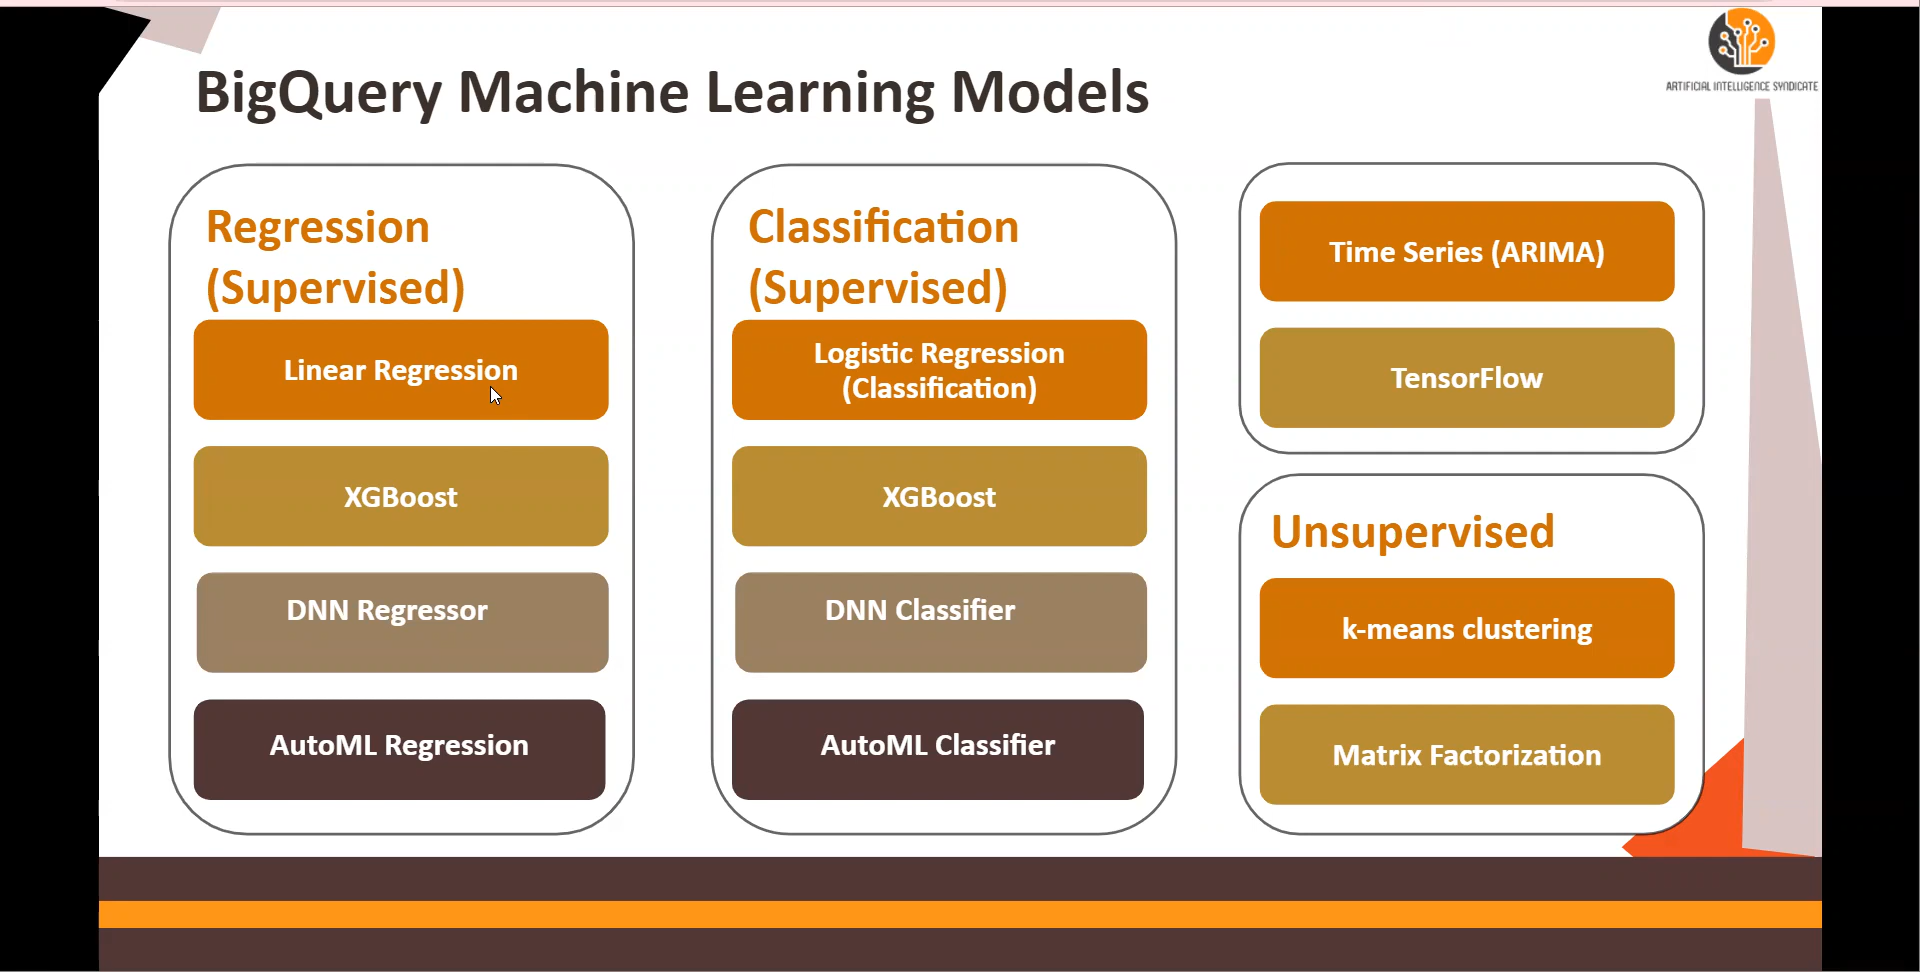 BigQuery Machine Learning Models
ARTIFICIAL INTELLIGENCE SYNDICATE
Regression
(Supervised)
Linear Regression
XGBoost
DNN Regressor
AutoML Regression
Classification
(Supervised)
Logistic Regression
(Classification)
XGBoost
DNN Classifier
AutoML Classifier
Time Series (ARIMA)
TensorFlow
Unsupervised
k-means clustering
Matrix Factorization